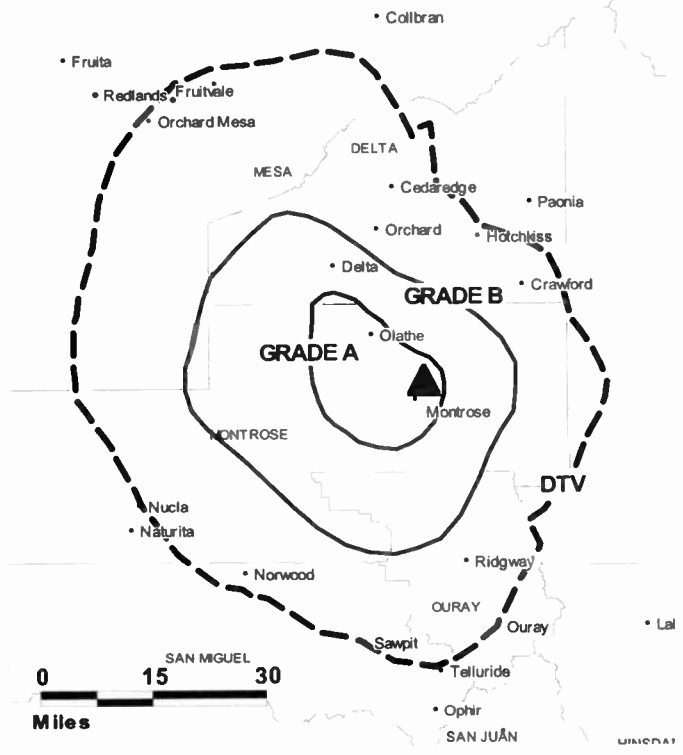 Collbran
Fruita
Redlands
Fruitvale
Orchard Mesa
DELTA
MESA
Cedaredge
Paonia
Orchard
Hotchkiss
Delta
Crawford
GRADE B
Olathe
GRADE A
Montrose
MONTROSE
DTV
Nucla
Naturita
Ridgway
Norwood
OURAY
Ouray
Sawpit
SAN MIGUEL
Telluride
0 15 30
Miles
Ophir
SAN JUAN